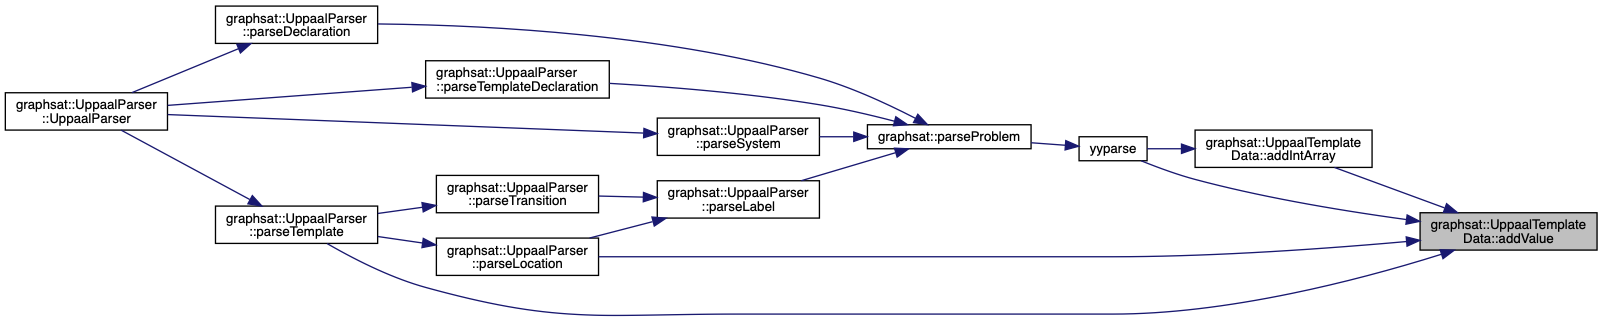 graphsat::UppaalParser
::parseDeclaration
graphsat::UppaalParser
::parseTemplateDeclaration
graphsat::UppaalParser
::UppaalParser
graphsat::UppaalParser
::parseSystem
graphsat::parseProblem
yyparse
graphsat::UppaalTemplate
Data::addIntArray
graphsat::UppaalParser
::parseTransition
graphsat::UppaalParser
::parseLabel
graphsat::UppaalParser
::parseTemplate
graphsat::UppaalParser
::parseLocation
graphsat::UppaalTemplate
Data::addValue